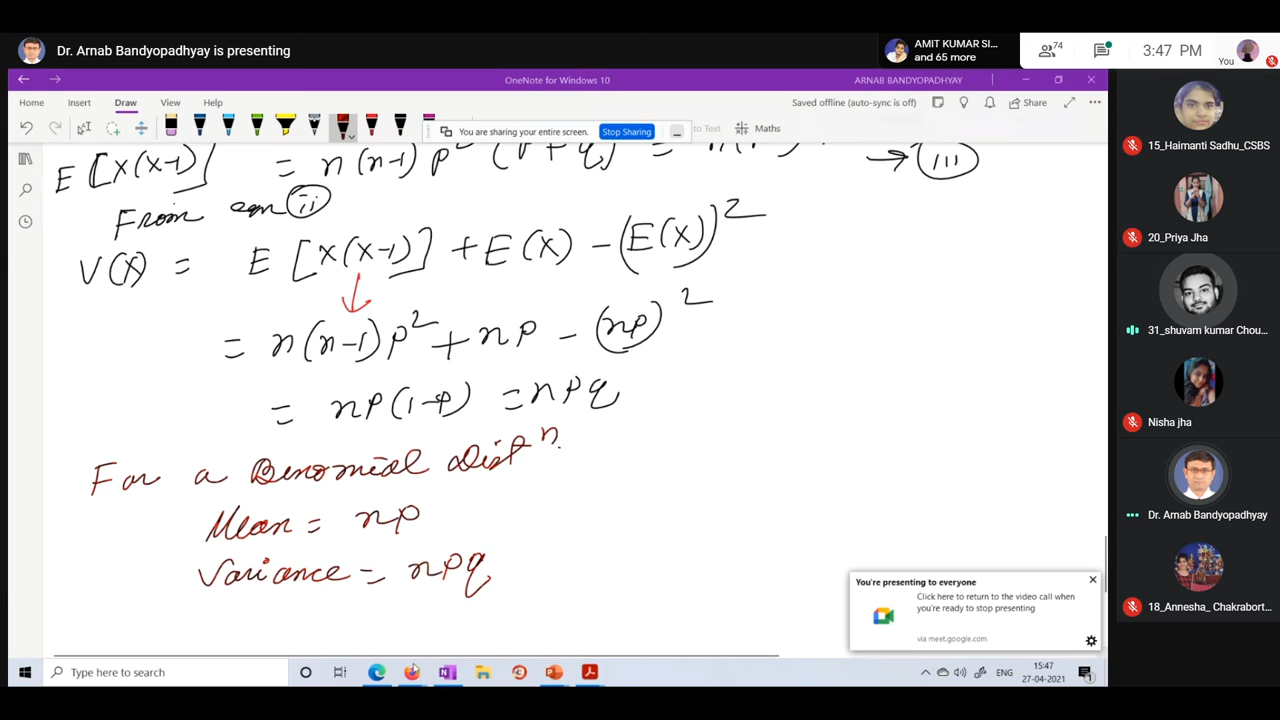 Dr. Arnab Bandyopadhyay is presenting
AMIT KUMAR SI...
and 65 more
74
3:47 PM
You
OneNote for Windows 10
ARNAB BANDYOPADHYAY
Home Insert Draw View Help
Saved offline (auto-sync is off)
Share
You are sharing your entire screen. Stop Sharing
to Text
Maths
E[X(X-1)] = n(n-1) p² → (iii)
From eqn (ii)
V(X) = E[X(X-1)] + E(X) - (E(X))²
= n(n-1)p² + np - (np)²
= np(1-p) = npq
For a Binomial Distⁿ.
Mean = np
Variance = npq
15_Haimanti Sadhu_CSBS
20_Priya Jha
31_shuvam kumar Chou...
Nisha jha
Dr. Arnab Bandyopadhyay
18_Annesha_ Chakrabort...
You're presenting to everyone
Click here to return to the video call when
you're ready to stop presenting
via meet.google.com
Type here to search
ENG
15:47
27-04-2021